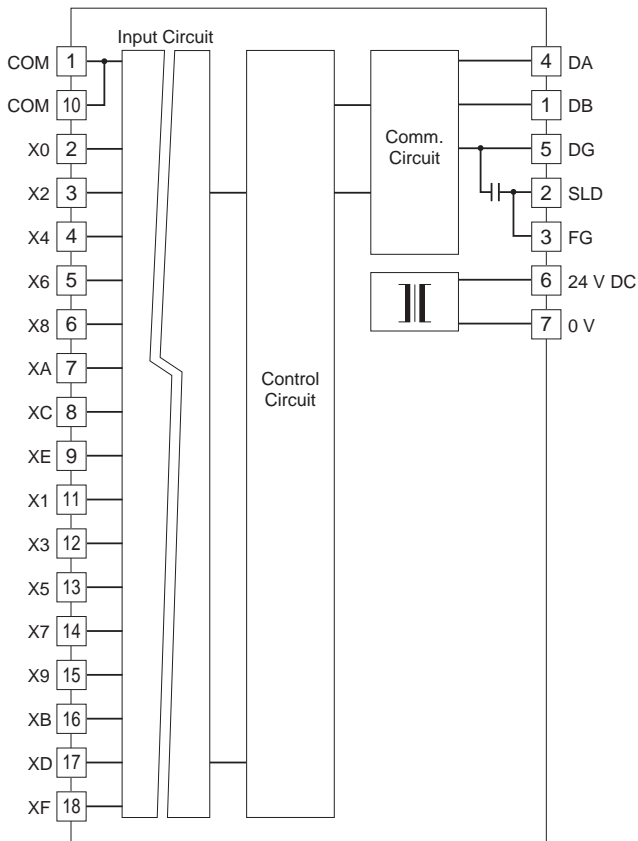 Input Circuit
COM 1
COM 10
X0 2
X2 3
X4 4
X6 5
X8 6
XA 7
XC 8
XE 9
X1 11
X3 12
X5 13
X7 14
X9 15
XB 16
XD 17
XF 18
Control
Circuit
Comm.
Circuit
4 DA
1 DB
5 DG
2 SLD
3 FG
6 24 V DC
7 0 V